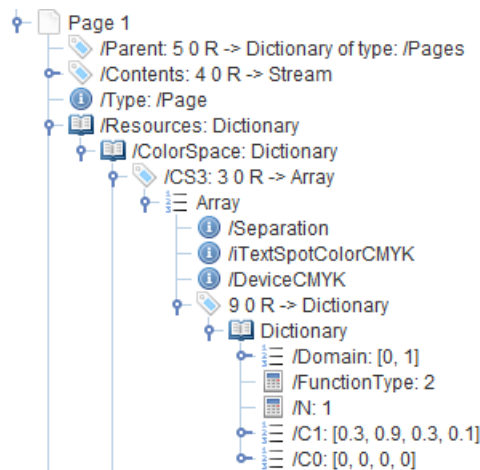 Page 1
/Parent: 5 0 R -> Dictionary of type: /Pages
/Contents: 4 0 R -> Stream
/Type: /Page
/Resources: Dictionary
/ColorSpace: Dictionary
/CS3: 3 0 R -> Array
Array
/Separation
/iTextSpotColorCMYK
/DeviceCMYK
9 0 R -> Dictionary
Dictionary
/Domain: [0, 1]
/FunctionType: 2
/N: 1
/C1: [0.3, 0.9, 0.3, 0.1]
/C0: [0, 0, 0, 0]